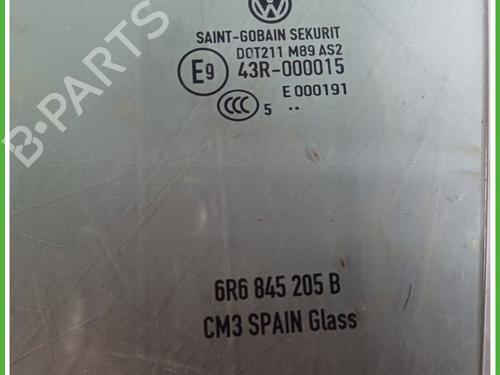 SAINT-GOBAIN SEKURIT
DOT211 M89 AS2
E9 43R-000015
E 000191
CCC 5 ..
6R6 845 205 B
CM3 SPAIN Glass
B-PARTS